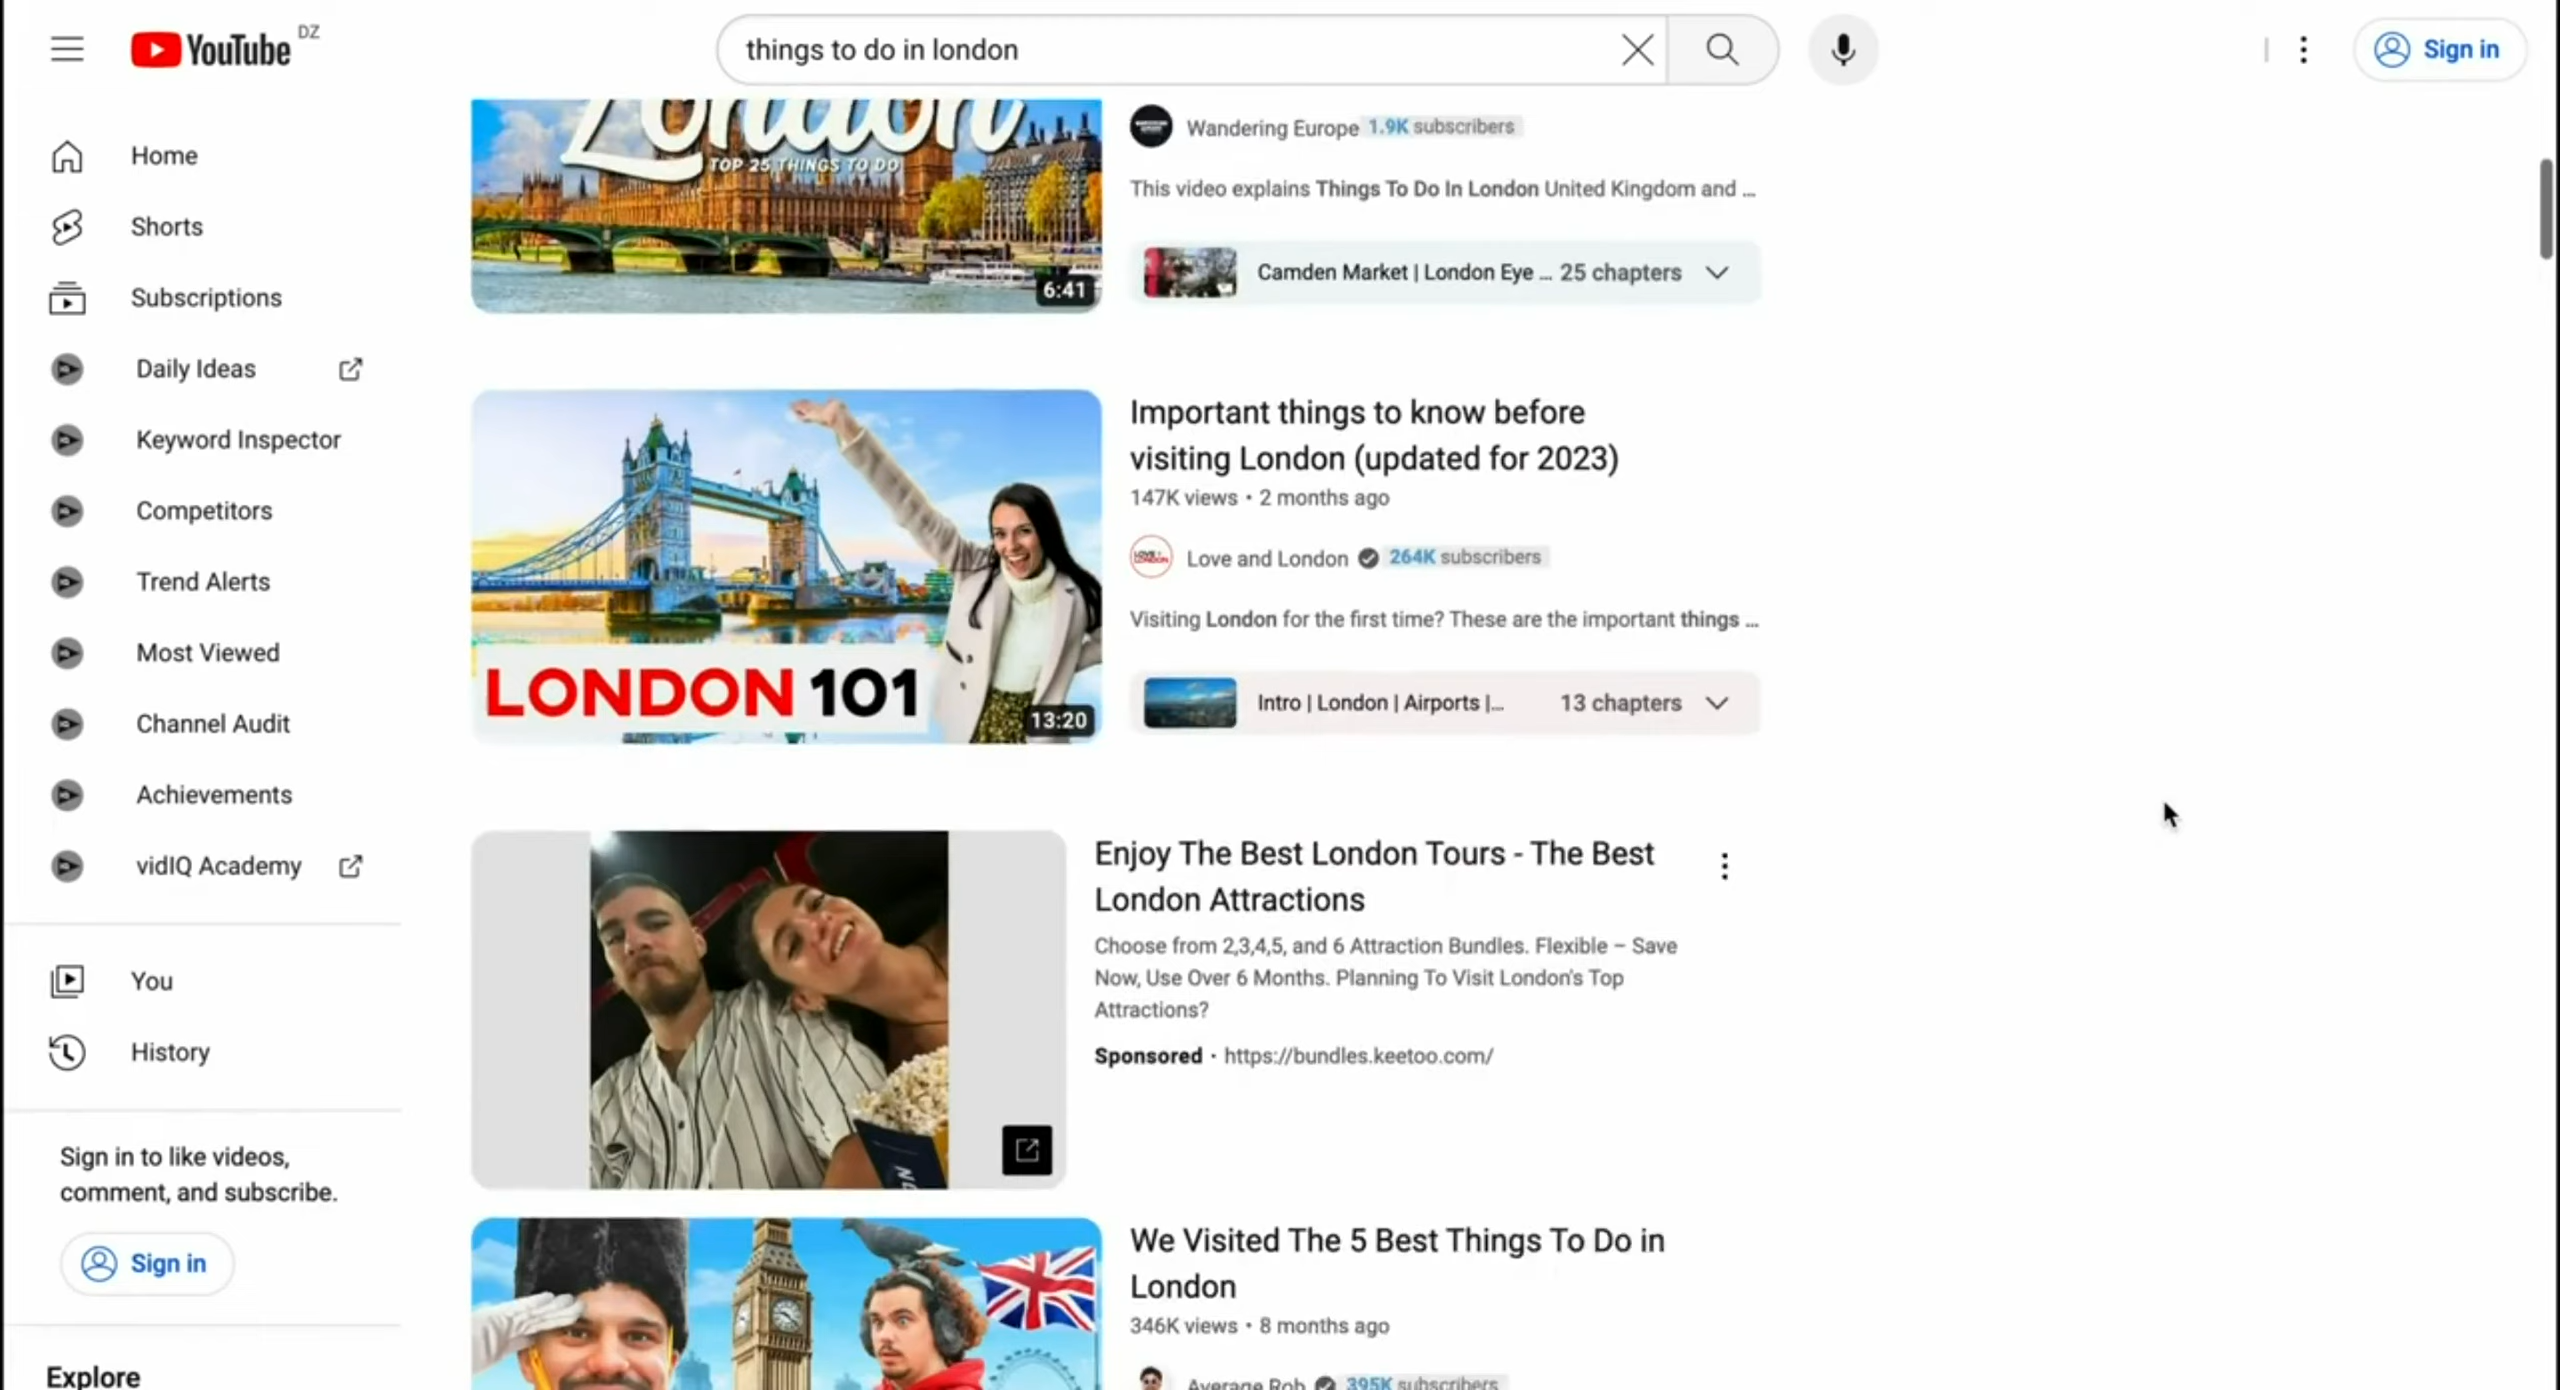 YouTube DZ
things to do in london
Sign in
Home
Shorts
Subscriptions
Daily Ideas
Keyword Inspector
Competitors
Trend Alerts
Most Viewed
Channel Audit
Achievements
vidIQ Academy
You
History
Sign in to like videos,
comment, and subscribe.
Sign in
Explore
London
TOP 25 THINGS TO DO
6:41
Wandering Europe 1.9K subscribers
This video explains Things To Do In London United Kingdom and ...
Camden Market | London Eye ... 25 chapters
LONDON 101
13:20
Important things to know before
visiting London (updated for 2023)
147K views • 2 months ago
LOVE + LONDON
Love and London 264K subscribers
Visiting London for the first time? These are the important things ...
Intro | London | Airports |... 13 chapters
Enjoy The Best London Tours - The Best
London Attractions
Choose from 2,3,4,5, and 6 Attraction Bundles. Flexible – Save
Now, Use Over 6 Months. Planning To Visit London's Top
Attractions?
Sponsored · https://bundles.keetoo.com/
We Visited The 5 Best Things To Do in
London
346K views • 8 months ago
Average Rob 395K subscribers